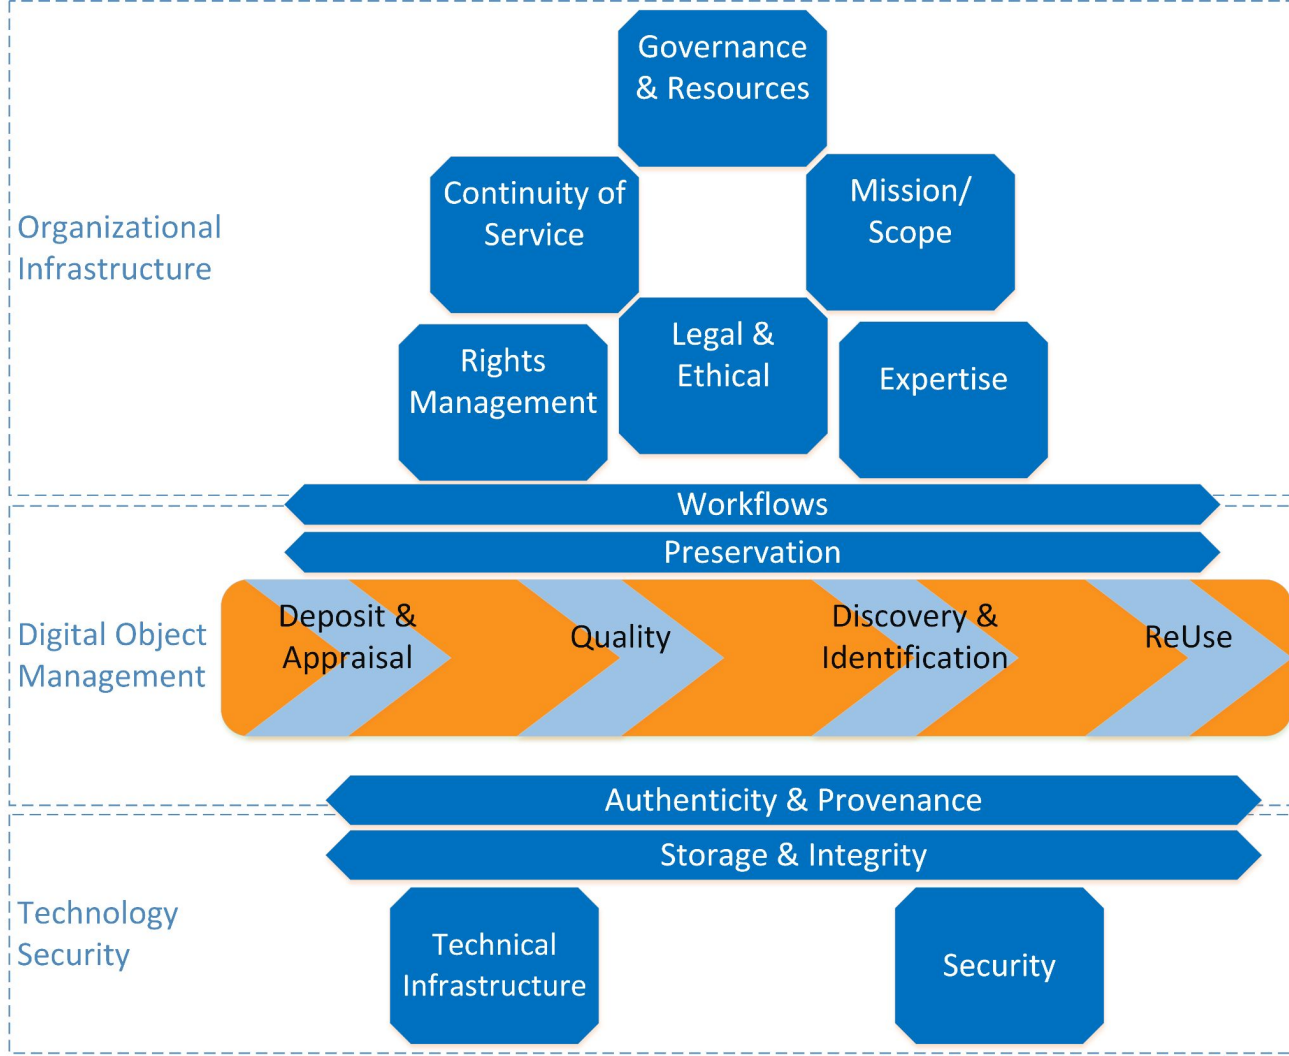 Governance
& Resources
Continuity of
Service
Mission/
Scope
Organizational
Infrastructure
Rights
Management
Legal &
Ethical
Expertise
Workflows
Preservation
Digital Object
Management
Deposit &
Appraisal
Quality
Discovery &
Identification
ReUse
Authenticity & Provenance
Storage & Integrity
Technology
Security
Technical
Infrastructure
Security